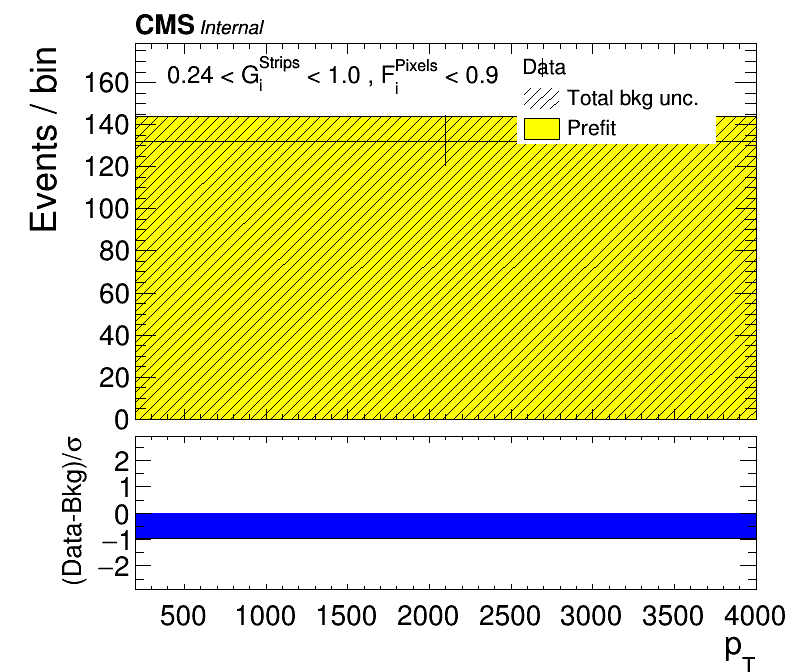 CMS Internal
Events / bin
0.24 < G_i^Strips < 1.0 , F_i^Pixels < 0.9
Data
Total bkg unc.
Prefit
160
140
120
100
80
60
40
20
0
(Data-Bkg)/σ
2
1
0
−1
−2
500 1000 1500 2000 2500 3000 3500 4000
p_T